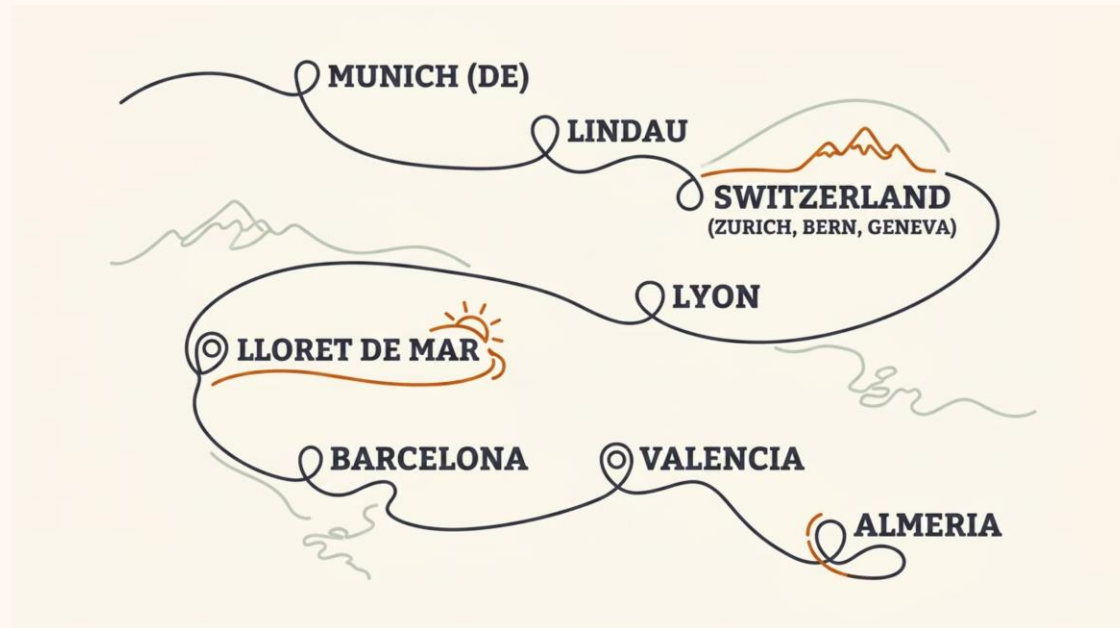 MUNICH (DE)
LINDAU
SWITZERLAND
(ZURICH, BERN, GENEVA)
LYON
LLORET DE MAR
BARCELONA
VALENCIA
ALMERIA